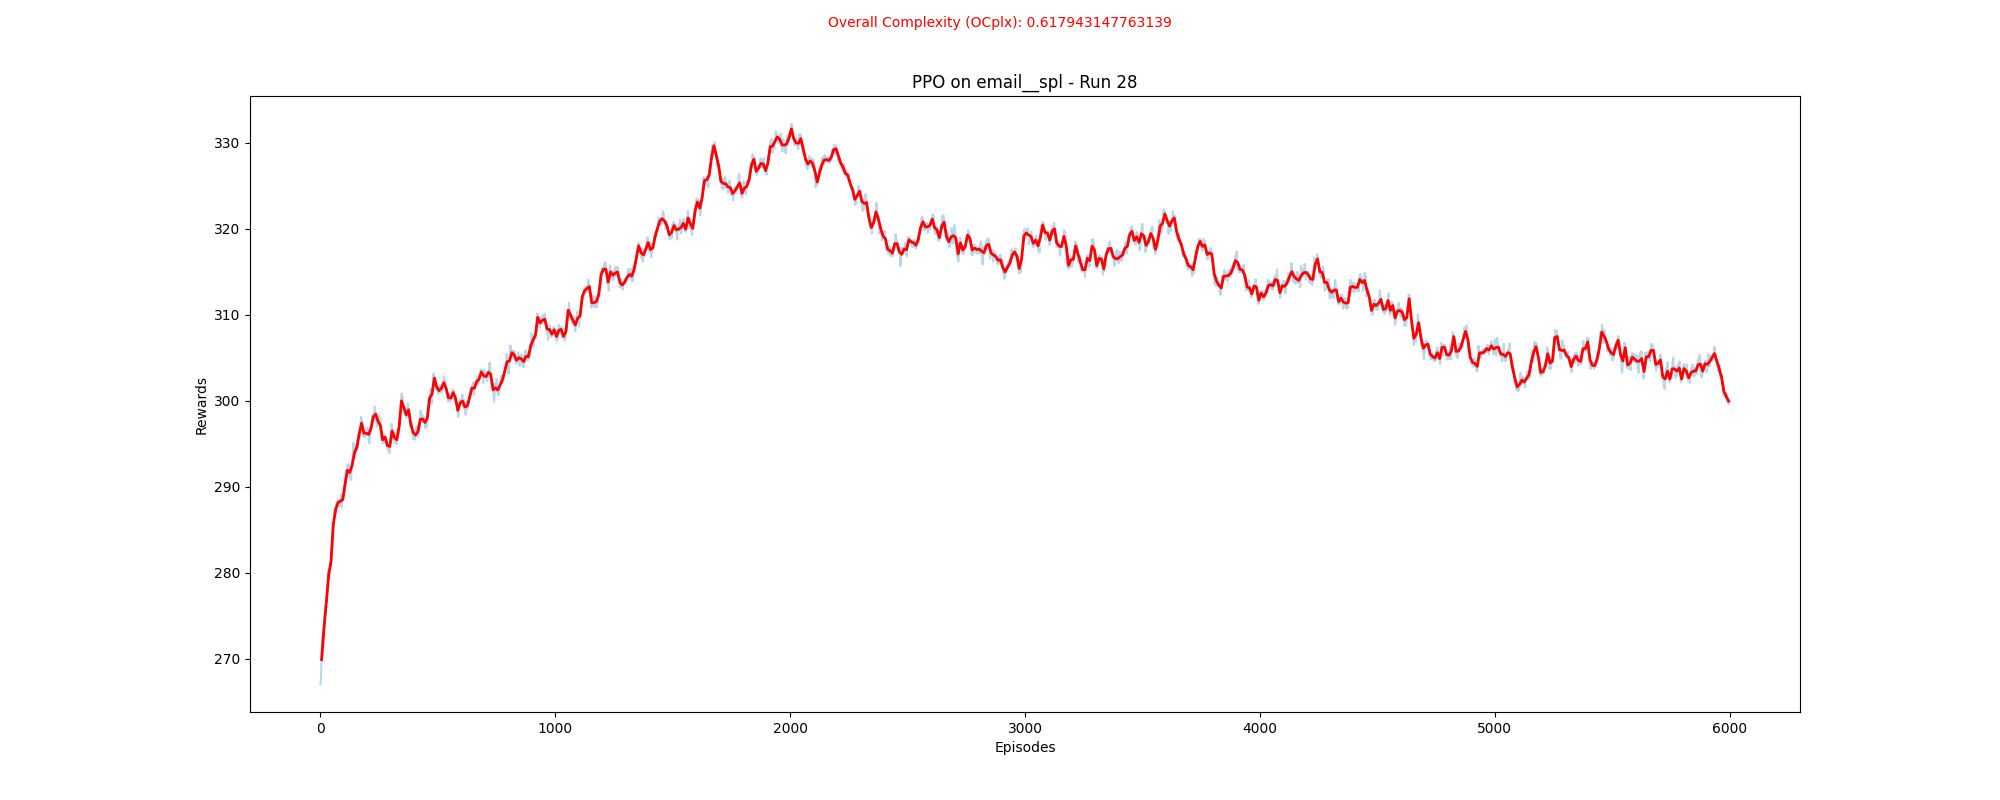 Overall Complexity (OCplx): 0.617943147763139
PPO on email__spl - Run 28
330
320
310
300
290
280
270
Rewards
0 1000 2000 3000 4000 5000 6000
Episodes